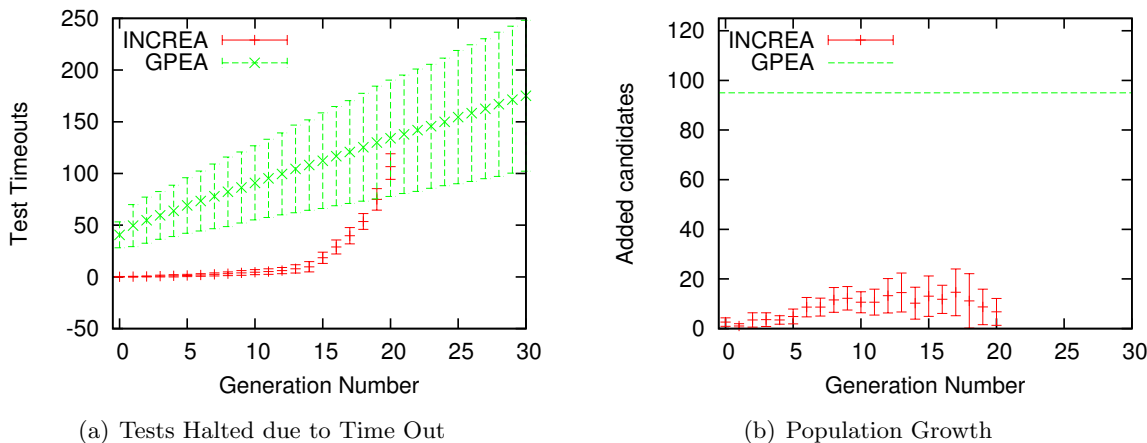 250
200
150
100
50
0
-50
Test Timeouts
INCREA
GPEA
0 5 10 15 20 25 30
Generation Number
(a) Tests Halted due to Time Out
120
100
80
60
40
20
0
Added candidates
INCREA
GPEA
0 5 10 15 20 25 30
Generation Number
(b) Population Growth